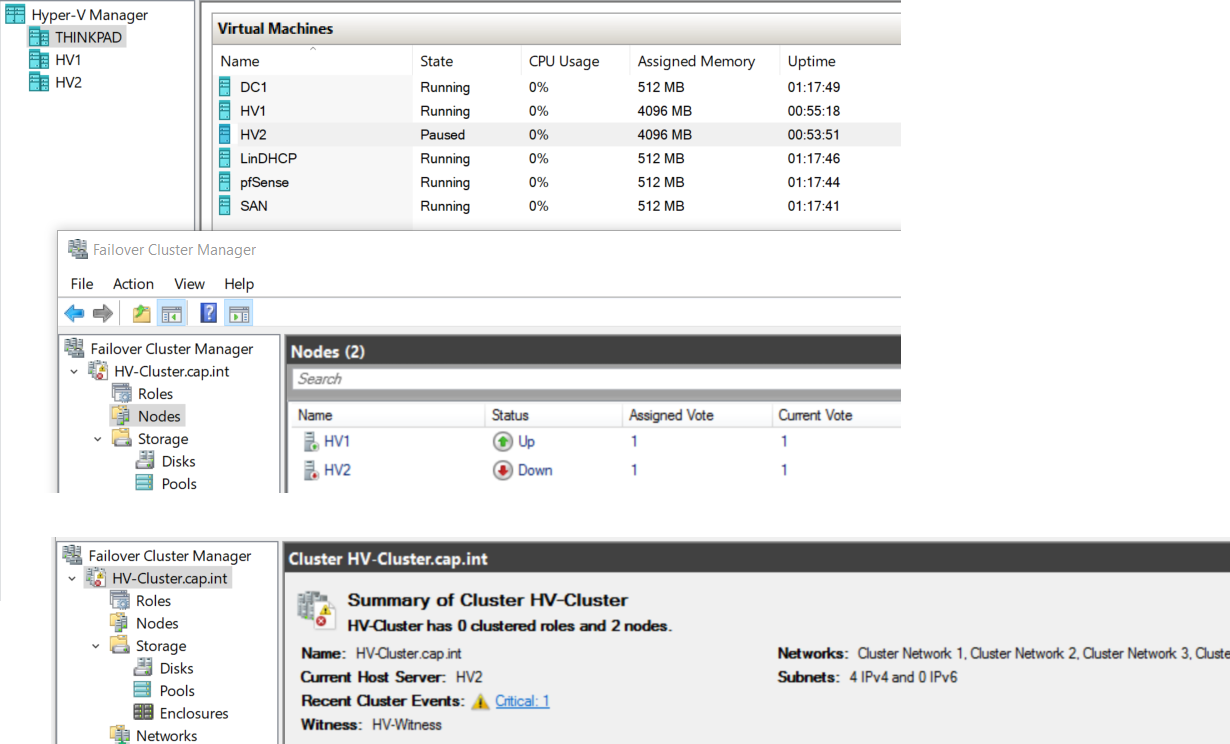 Hyper-V Manager
THINKPAD
HV1
HV2
Virtual Machines
Name State CPU Usage Assigned Memory Uptime
DC1 Running 0% 512 MB 01:17:49
HV1 Running 0% 4096 MB 00:55:18
HV2 Paused 0% 4096 MB 00:53:51
LinDHCP Running 0% 512 MB 01:17:46
pfSense Running 0% 512 MB 01:17:44
SAN Running 0% 512 MB 01:17:41
Failover Cluster Manager
File Action View Help
Failover Cluster Manager
HV-Cluster.cap.int
Roles
Nodes
Storage
Disks
Pools
Nodes (2)
Search
Name Status Assigned Vote Current Vote
HV1 Up 1 1
HV2 Down 1 1
Failover Cluster Manager
HV-Cluster.cap.int
Roles
Nodes
Storage
Disks
Pools
Enclosures
Networks
Cluster HV-Cluster.cap.int
Summary of Cluster HV-Cluster
HV-Cluster has 0 clustered roles and 2 nodes.
Name: HV-Cluster.cap.int
Current Host Server: HV2
Recent Cluster Events: Critical: 1
Witness: HV-Witness
Networks: Cluster Network 1, Cluster Network 2, Cluster Network 3, Cluste
Subnets: 4 IPv4 and 0 IPv6